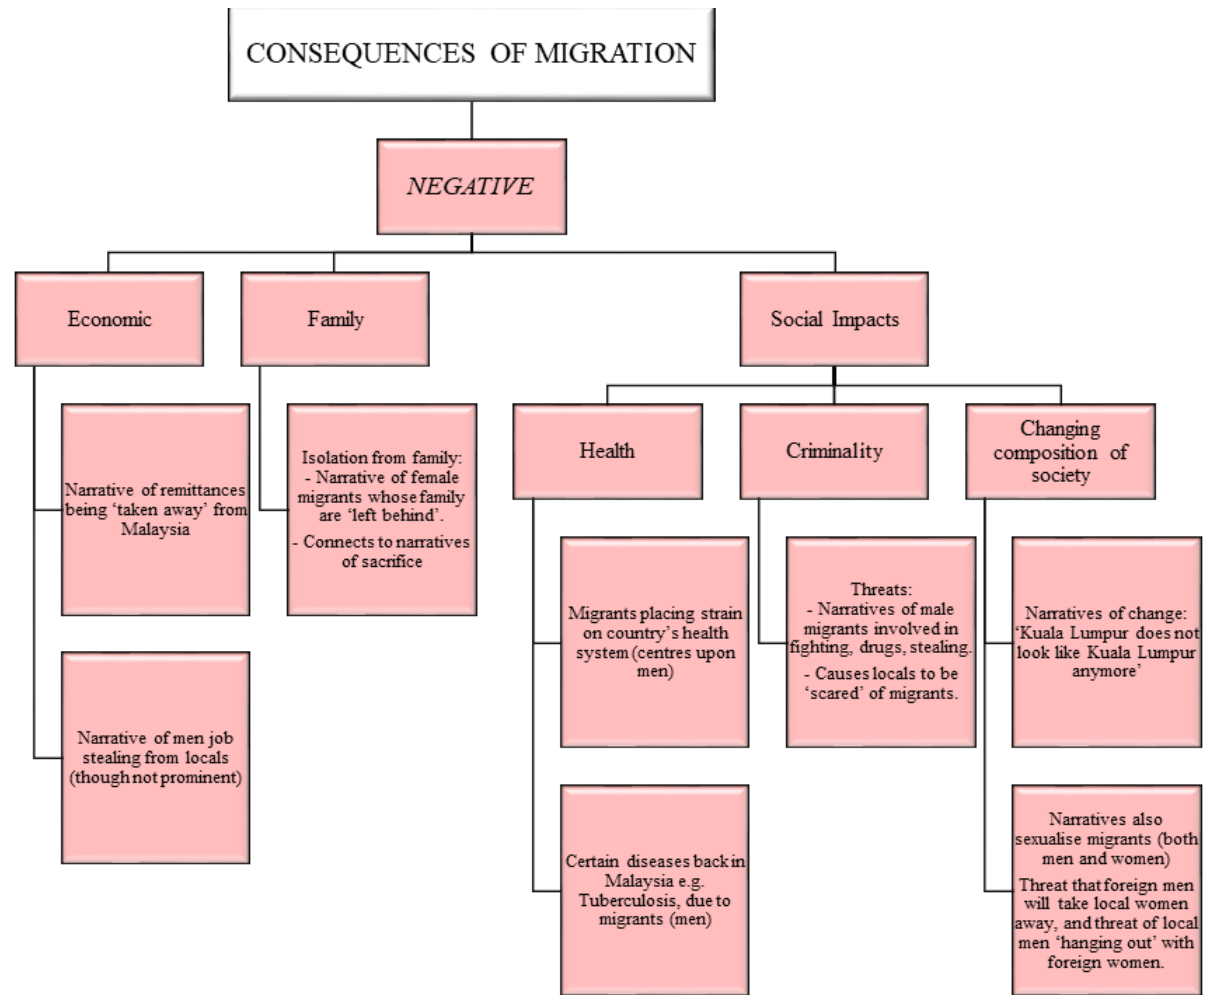 CONSEQUENCES OF MIGRATION
NEGATIVE
Economic
Family
Social Impacts
Narrative of remittances
being ‘taken away’ from
Malaysia
Narrative of men job
stealing from locals
(though not prominent)
Isolation from family:
- Narrative of female
migrants whose family
are ‘left behind’.
- Connects to narratives
of sacrifice
Health
Criminality
Changing
composition of
society
Migrants placing strain
on country’s health
system (centres upon
men)
Certain diseases back in
Malaysia e.g.
Tuberculosis, due to
migrants (men)
Threats:
- Narratives of male
migrants involved in
fighting, drugs, stealing.
- Causes locals to be
‘scared’ of migrants.
Narratives of change:
‘Kuala Lumpur does not
look like Kuala Lumpur
anymore’
Narratives also
sexualise migrants (both
men and women)
Threat that foreign men
will take local women
away, and threat of local
men ‘hanging out’ with
foreign women.